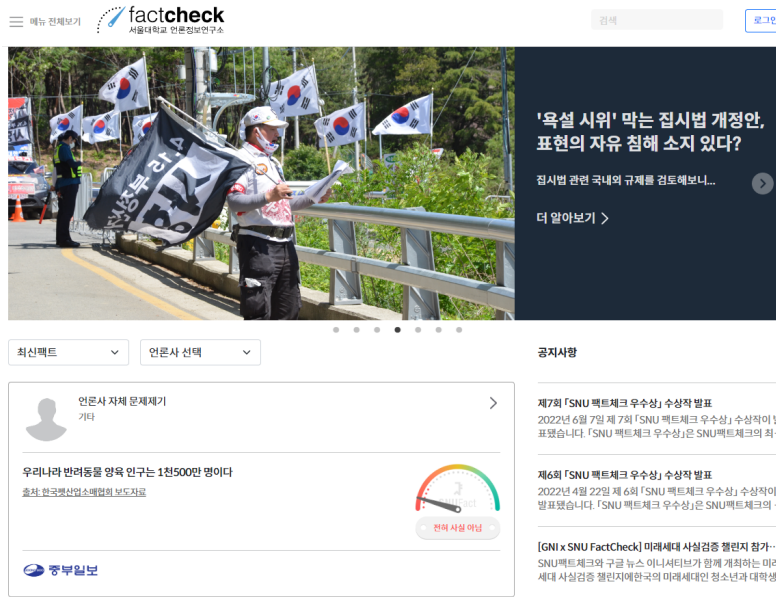 메뉴 전체보기
factcheck
서울대학교 언론정보연구소
검색
로그인
'욕설 시위' 막는 집시법 개정안,
표현의 자유 침해 소지 있다?
집시법 관련 국내외 규제를 검토해보니...
더 알아보기
최신팩트
언론사 선택
공지사항
언론사 자체 문제제기
기타
우리나라 반려동물 양육 인구는 1천500만 명이다
출처: 한국펫산업소매협회 보도자료
전혀 사실 아님
중부일보
제7회 「SNU 팩트체크 우수상」 수상작 발표
2022년 6월 7일 제 7회 「SNU 팩트체크 우수상」 수상작이
표됐습니다. 「SNU 팩트체크 우수상」은 SNU팩트체크의 최
제6회 「SNU 팩트체크 우수상」 수상작 발표
2022년 4월 22일 제 6회 「SNU 팩트체크 우수상」 수상작이
발표됐습니다. 「SNU 팩트체크 우수상」은 SNU팩트체크의
[GNI x SNU FactCheck] 미래세대 사실검증 챌린지 참가…
SNU팩트체크와 구글 뉴스 이니셔티브가 함께 개최하는 미래
세대 사실검증 챌린지에한국의 미래세대인 청소년과 대학생